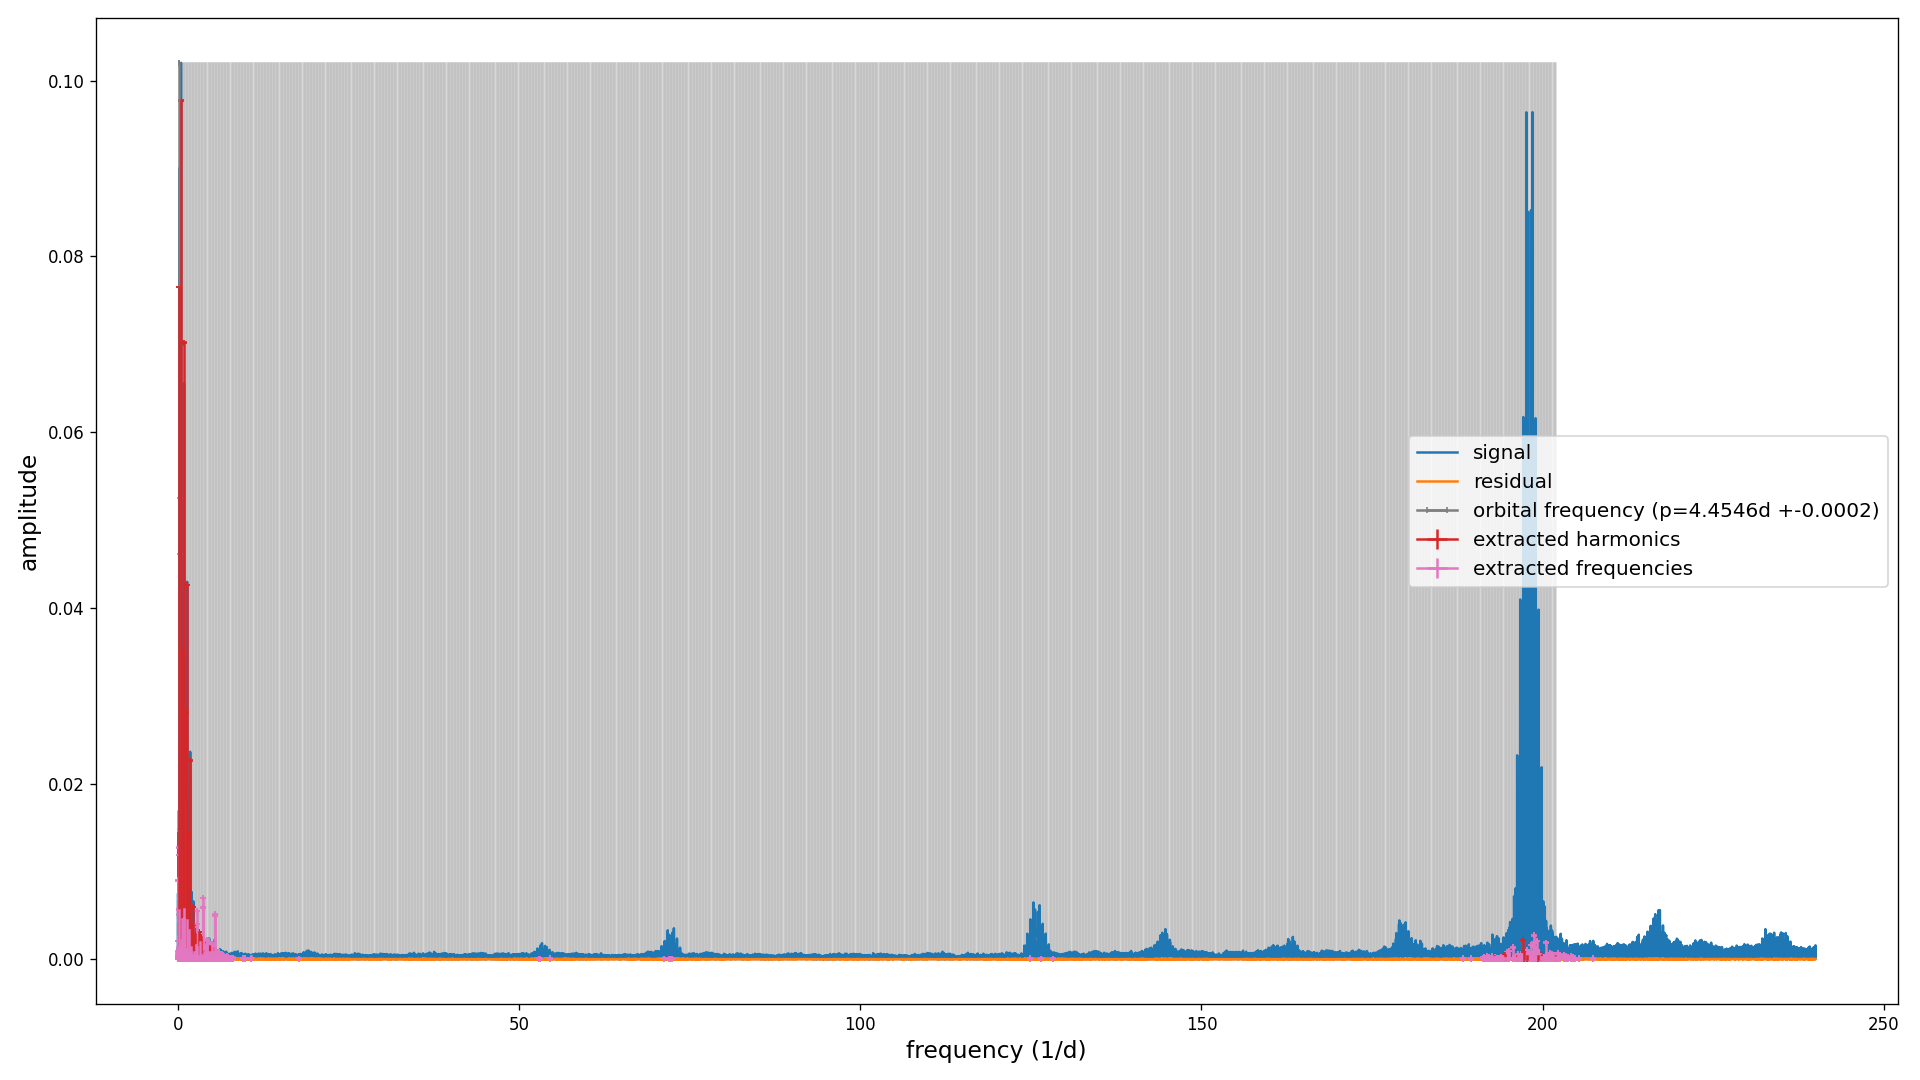 0.10
0.08
0.06
0.04
0.02
0.00
amplitude
signal
residual
orbital frequency (p=4.4546d +-0.0002)
extracted harmonics
extracted frequencies
0 50 100 150 200 250
frequency (1/d)